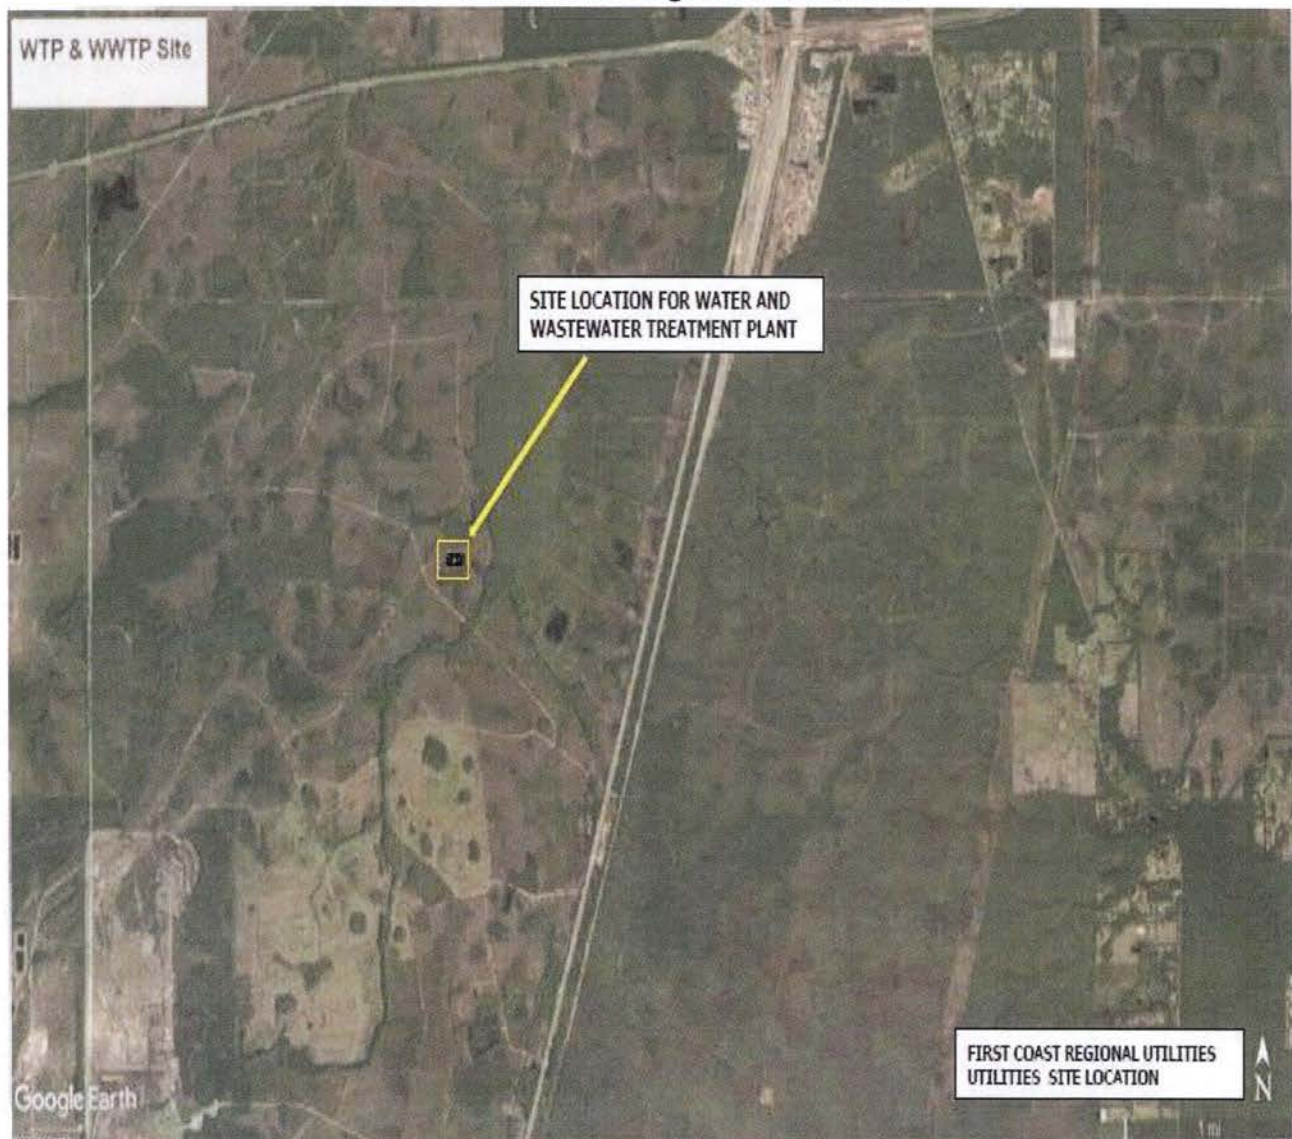 WTP & WWTP Site
SITE LOCATION FOR WATER AND
WASTEWATER TREATMENT PLANT
FIRST COAST REGIONAL UTILITIES
UTILITIES SITE LOCATION
N
Google Earth
1 mi